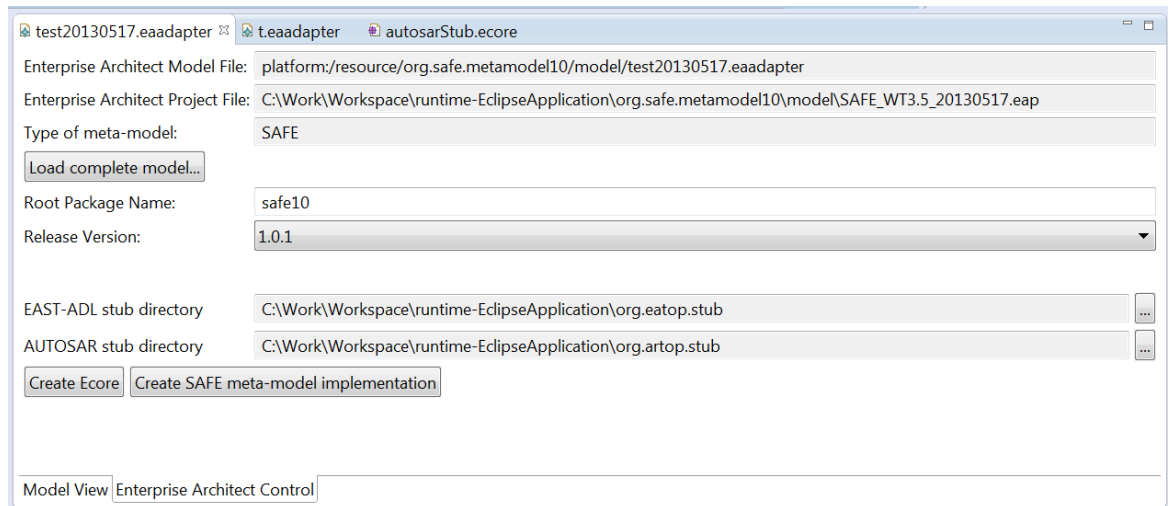 test20130517.eaadapter t.eaadapter autosarStub.ecore
Enterprise Architect Model File: platform:/resource/org.safe.metamodel10/model/test20130517.eaadapter
Enterprise Architect Project File: C:\Work\Workspace\runtime-EclipseApplication\org.safe.metamodel10\model\SAFE_WT3.5_20130517.eap
Type of meta-model: SAFE
Load complete model...
Root Package Name: safe10
Release Version: 1.0.1
EAST-ADL stub directory C:\Work\Workspace\runtime-EclipseApplication\org.eatop.stub ...
AUTOSAR stub directory C:\Work\Workspace\runtime-EclipseApplication\org.artop.stub ...
Create Ecore Create SAFE meta-model implementation
Model View Enterprise Architect Control